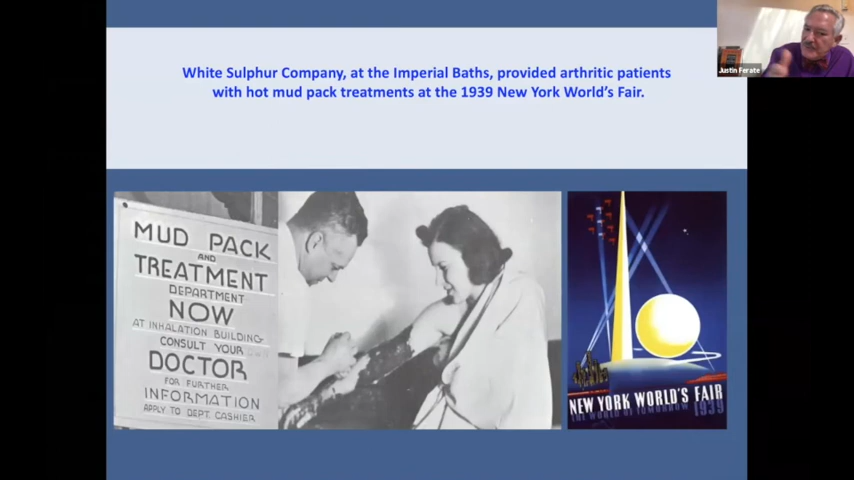 White Sulphur Company, at the Imperial Baths, provided arthritic patients
with hot mud pack treatments at the 1939 New York World's Fair.
Justin Ferate
MUD PACK
AND
TREATMENT
DEPARTMENT
NOW
AT INHALATION BUILDING
CONSULT YOUR OWN
DOCTOR
FOR FURTHER
INFORMATION
APPLY TO DEPT. CASHIER
NEW YORK WORLD'S FAIR
THE WORLD OF TOMORROW 1939